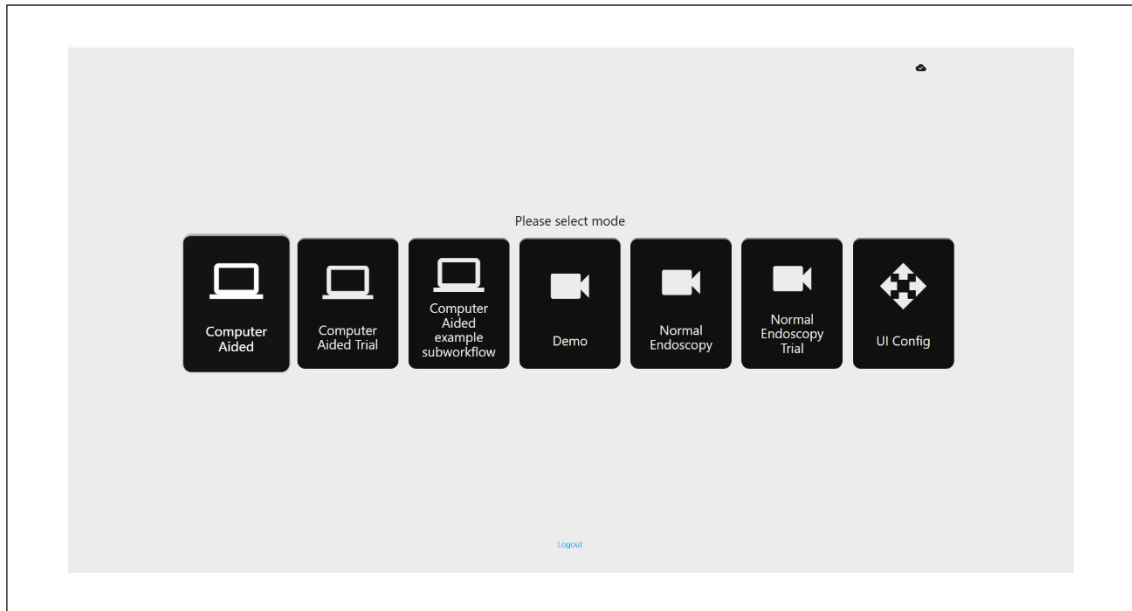 Please select mode
Computer
Aided
Computer
Aided Trial
Computer
Aided
example
subworkflow
Demo
Normal
Endoscopy
Normal
Endoscopy
Trial
UI Config
Logout